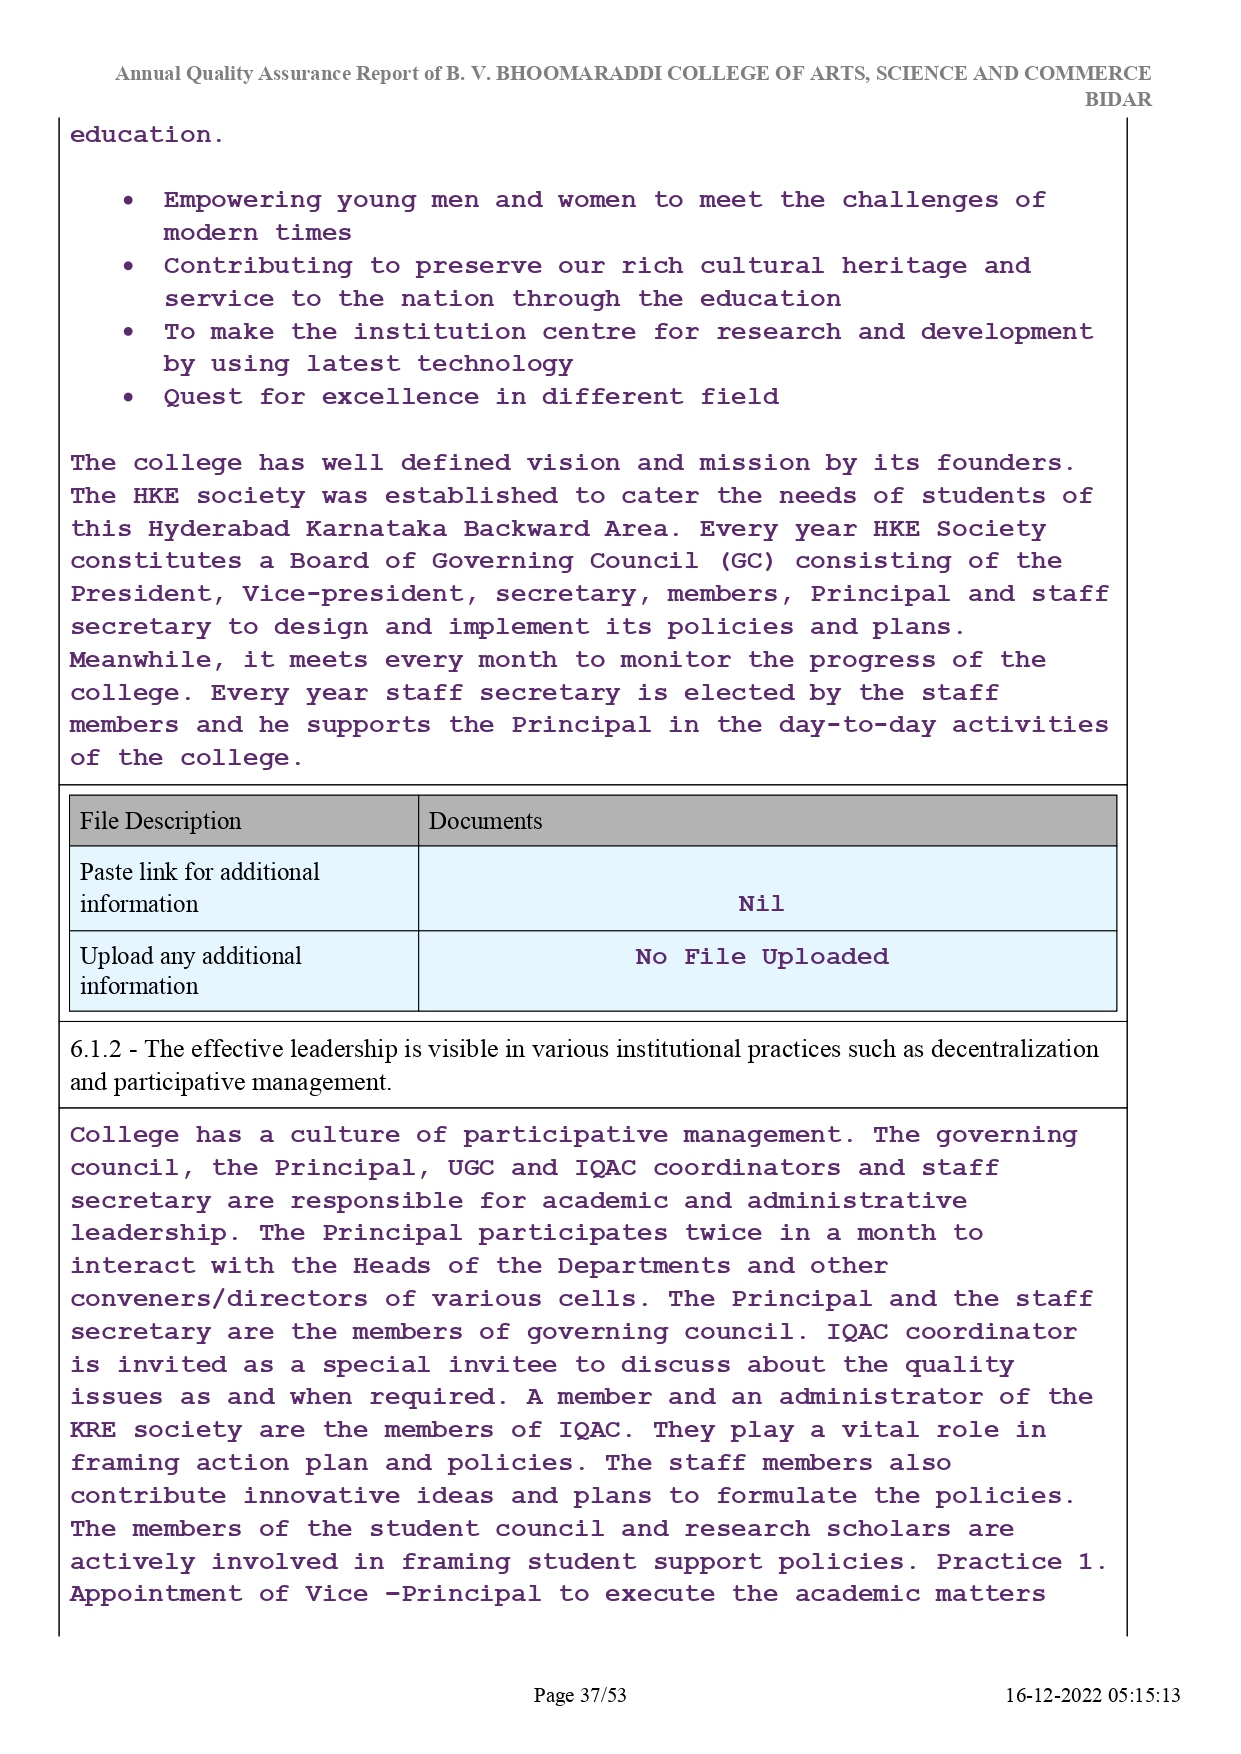 Annual Quality Assurance Report of B. V. BHOOMARADDI COLLEGE OF ARTS, SCIENCE AND COMMERCE
BIDAR
education.
• Empowering young men and women to meet the challenges of
modern times
• Contributing to preserve our rich cultural heritage and
service to the nation through the education
• To make the institution centre for research and development
by using latest technology
• Quest for excellence in different field
The college has well defined vision and mission by its founders.
The HKE society was established to cater the needs of students of
this Hyderabad Karnataka Backward Area. Every year HKE Society
constitutes a Board of Governing Council (GC) consisting of the
President, Vice-president, secretary, members, Principal and staff
secretary to design and implement its policies and plans.
Meanwhile, it meets every month to monitor the progress of the
college. Every year staff secretary is elected by the staff
members and he supports the Principal in the day-to-day activities
of the college.
File Description
Documents
Paste link for additional
information
Nil
Upload any additional
information
No File Uploaded
6.1.2 - The effective leadership is visible in various institutional practices such as decentralization
and participative management.
College has a culture of participative management. The governing
council, the Principal, UGC and IQAC coordinators and staff
secretary are responsible for academic and administrative
leadership. The Principal participates twice in a month to
interact with the Heads of the Departments and other
conveners/directors of various cells. The Principal and the staff
secretary are the members of governing council. IQAC coordinator
is invited as a special invitee to discuss about the quality
issues as and when required. A member and an administrator of the
KRE society are the members of IQAC. They play a vital role in
framing action plan and policies. The staff members also
contribute innovative ideas and plans to formulate the policies.
The members of the student council and research scholars are
actively involved in framing student support policies. Practice 1.
Appointment of Vice –Principal to execute the academic matters
Page 37/53
16-12-2022 05:15:13